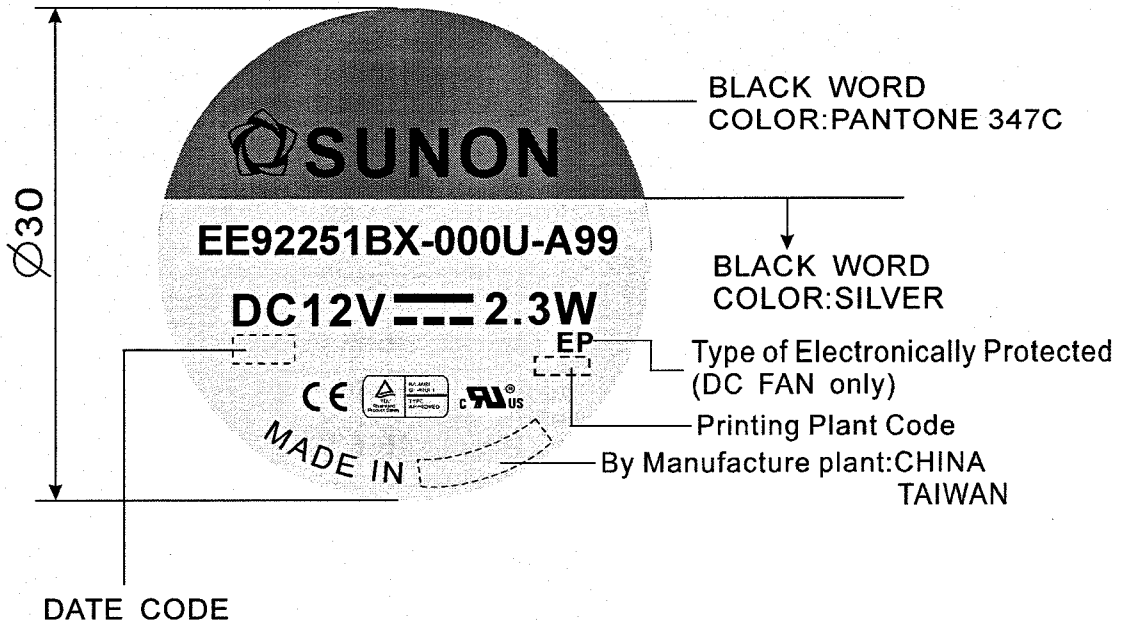 Ø30
BLACK WORD
COLOR:PANTONE 347C
SUNON
EE92251BX-000U-A99
BLACK WORD
COLOR:SILVER
DC12V 2.3W
EP
Type of Electronically Protected
(DC FAN only)
CE
c RU ® US
Printing Plant Code
MADE IN
By Manufacture plant:CHINA
TAIWAN
DATE CODE